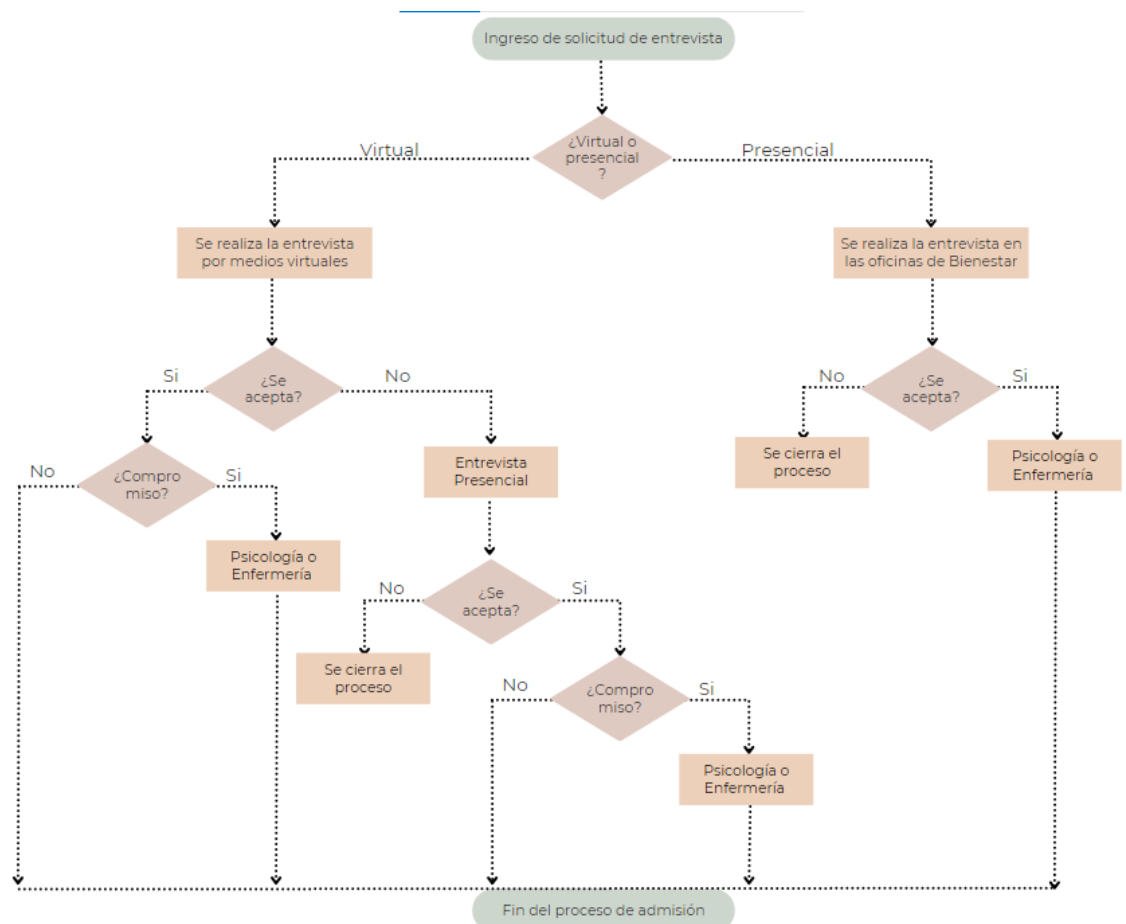 Ingreso de solicitud de entrevista
¿Virtual o
presencial
?
Virtual
Presencial
Se realiza la entrevista
por medios virtuales
Se realiza la entrevista en
las oficinas de Bienestar
Si
¿Se
acepta?
No
No
¿Se
acepta?
Si
No
¿Compro
miso?
Si
Entrevista
Presencial
Se cierra el
proceso
Psicología o
Enfermería
Psicología o
Enfermería
No
¿Se
acepta?
Si
Se cierra el
proceso
No
¿Compro
miso?
Si
Psicología o
Enfermería
Fin del proceso de admisión